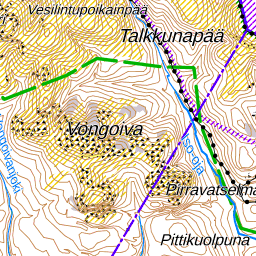 Vesilintupoikainpää
Talkkunapää
Vongoiva
Pirravatselmä
Pittikuolpuna